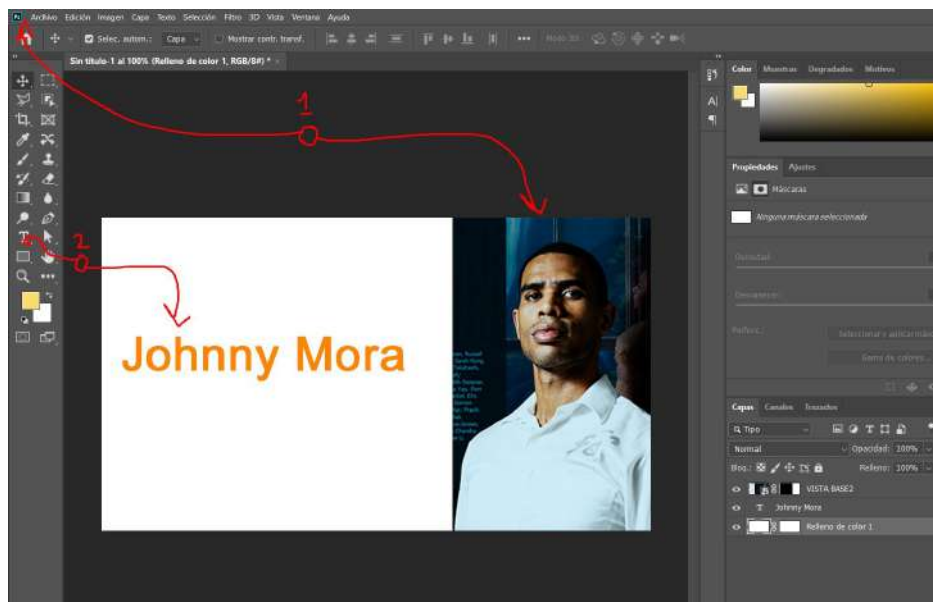 Ps Archivo Edición Imagen Capa Texto Selección Filtro 3D Vista Ventana Ayuda
Selec. autom.: Capa Mostrar contr. transf. Modo 3D:
Sin título-1 al 100% (Relleno de color 1, RGB/8#) * ×
1
2
Johnny Mora
Color Muestras Degradados Motivos
Propiedades Ajustes
Máscaras
Ninguna máscara seleccionada
Densidad:
Desvanecer:
Seleccionar y aplicar
Gama de colores...
Capas Canales Trazados
Tipo
Normal Opacidad: 100%
Bloq.: Relleno: 100%
VISTA BASE2
T Johnny Mora
Relleno de color 1